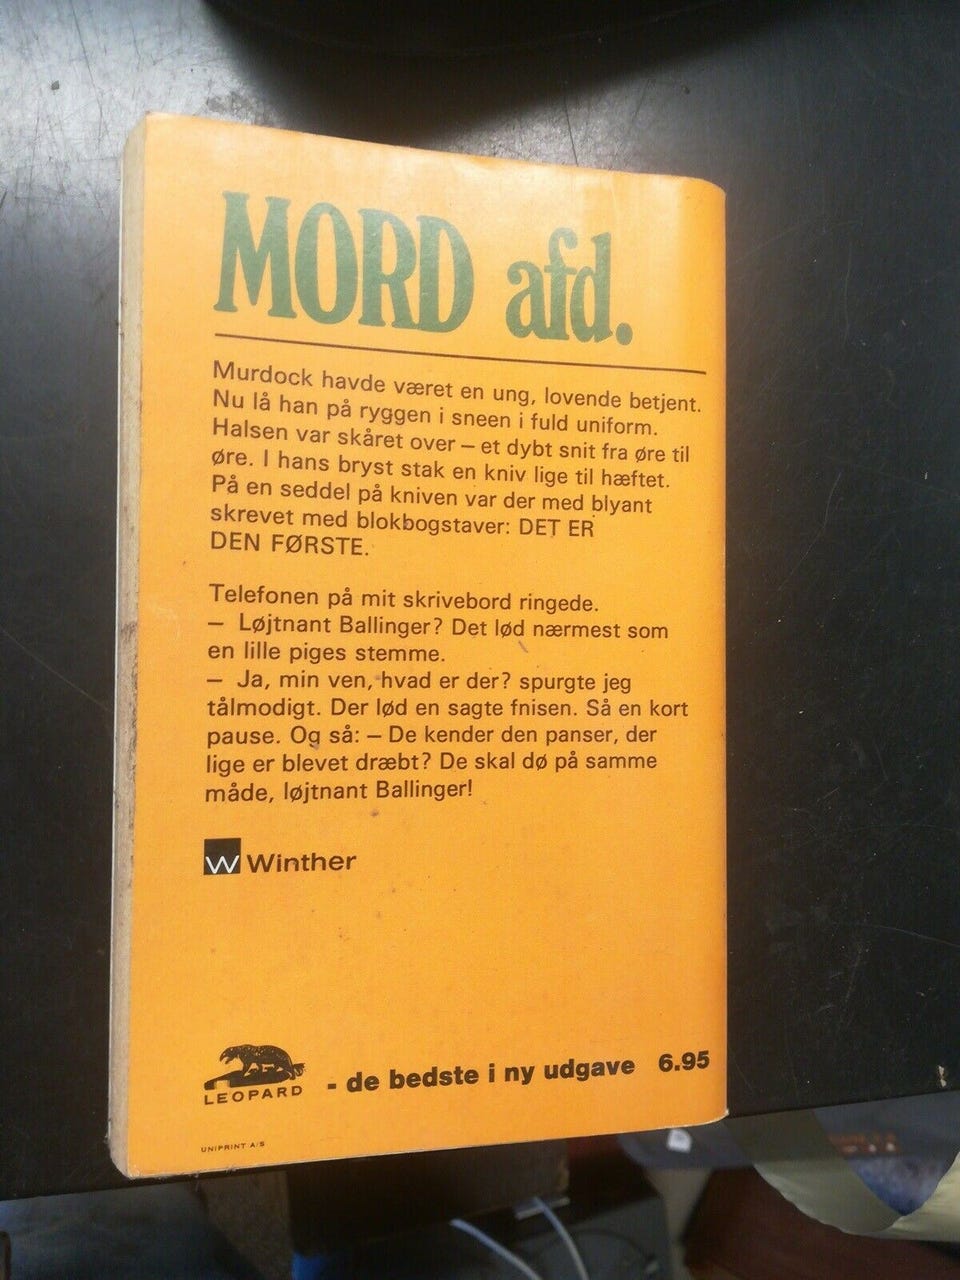 MORD afd.
Murdock havde været en ung, lovende betjent.
Nu lå han på ryggen i sneen i fuld uniform.
Halsen var skåret over — et dybt snit fra øre til
øre. I hans bryst stak en kniv lige til hæftet.
På en seddel på kniven var der med blyant
skrevet med blokbogstaver: DET ER
DEN FØRSTE.
Telefonen på mit skrivebord ringede.
— Løjtnant Ballinger? Det lød nærmest som
en lille piges stemme.
— Ja, min ven, hvad er der? spurgte jeg
tålmodigt. Der lød en sagte fnisen. Så en kort
pause. Og så: — De kender den panser, der
lige er blevet dræbt? De skal dø på samme
måde, løjtnant Ballinger!
W Winther
LEOPARD - de bedste i ny udgave 6.95
UNIPRINT A/S